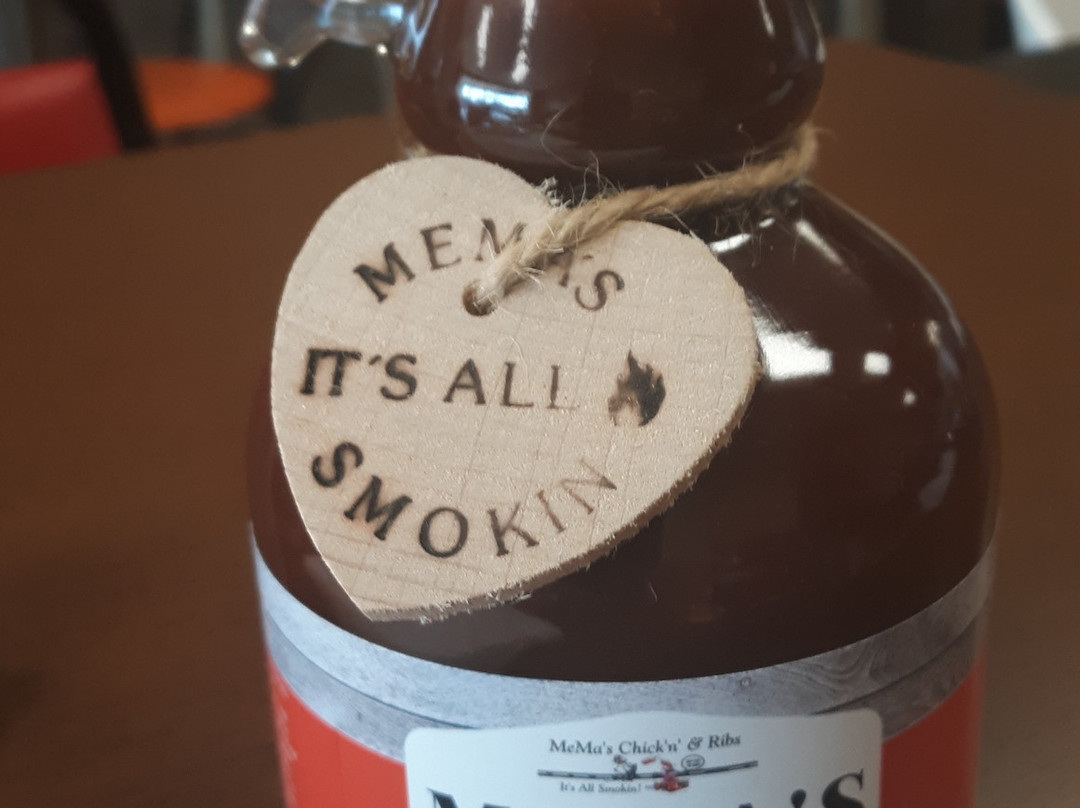 MEMA'S
IT'S ALL
SMOKIN
MeMa's Chick'n' & Ribs
It's All Smokin!